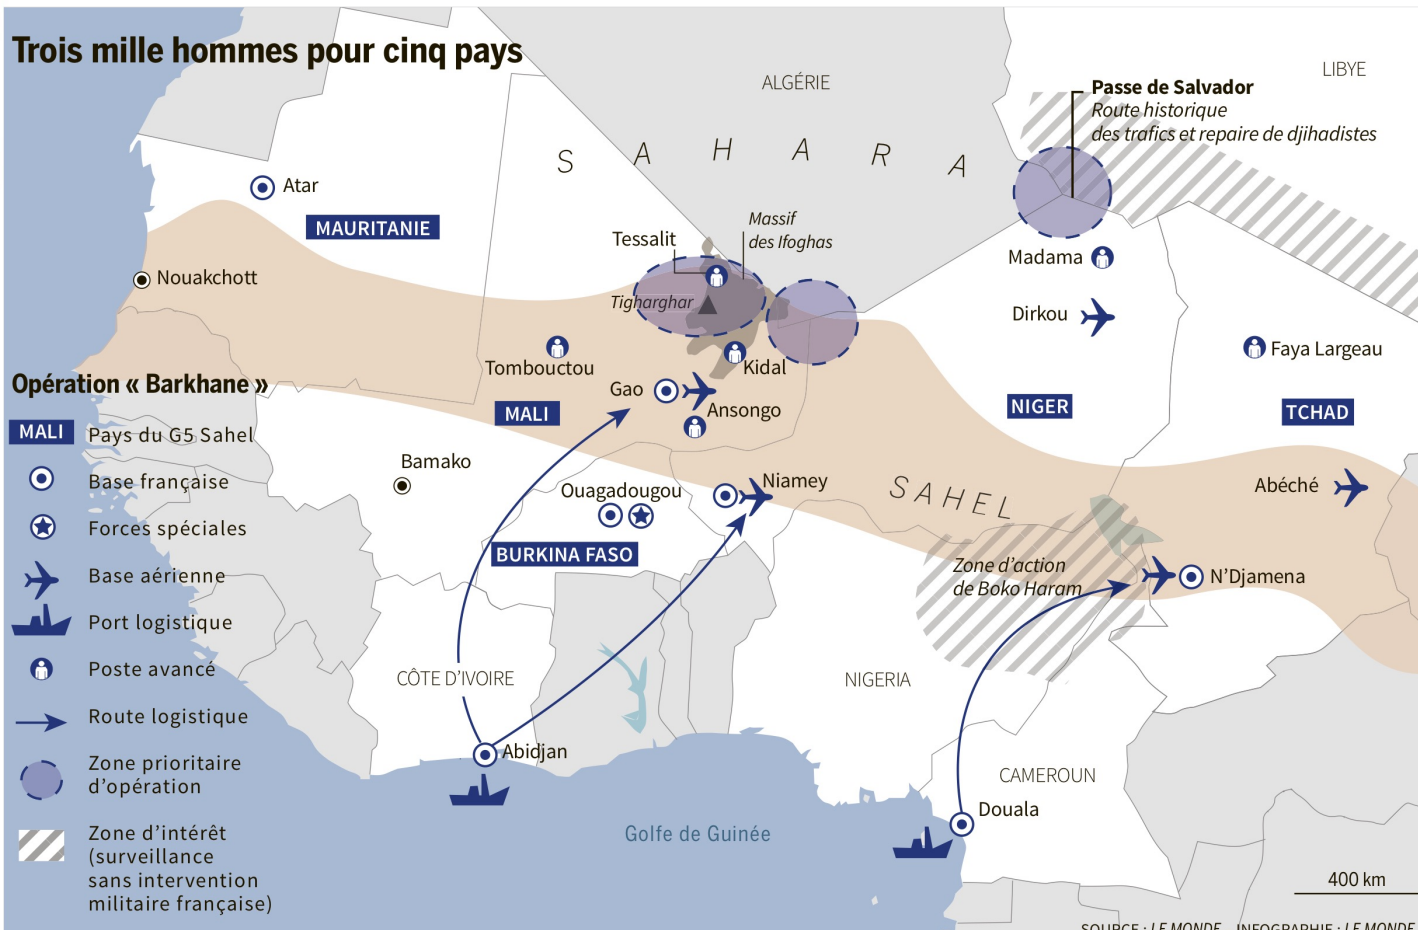 Trois mille hommes pour cinq pays
ALGÉRIE
LIBYE
Passe de Salvador
Route historique
des trafics et repaire de djihadistes
SAHARA
Atar
MAURITANIE
Massif
des Ifoghas
Tessalit
Madama
Nouakchott
Tigharghar
Dirkou
Faya Largeau
Tombouctou
Kidal
Opération « Barkhane »
Gao
Ansongo
MALI
NIGER
TCHAD
MALI
Pays du G5 Sahel
Bamako
Base française
Ouagadougou
Niamey
SAHEL
Abéché
Forces spéciales
BURKINA FASO
Zone d'action
de Boko Haram
Base aérienne
N'Djamena
Port logistique
Poste avancé
CÔTE D'IVOIRE
NIGERIA
Route logistique
Abidjan
Zone prioritaire
d'opération
CAMEROUN
Douala
Golfe de Guinée
Zone d'intérêt
(surveillance
sans intervention
militaire française)
400 km
SOURCE : LE MONDE INFOGRAPHIE : LE MONDE